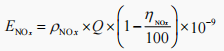 E_NOx = ρ_NOx × Q × (1 − η_NOx / 100) × 10⁻⁹